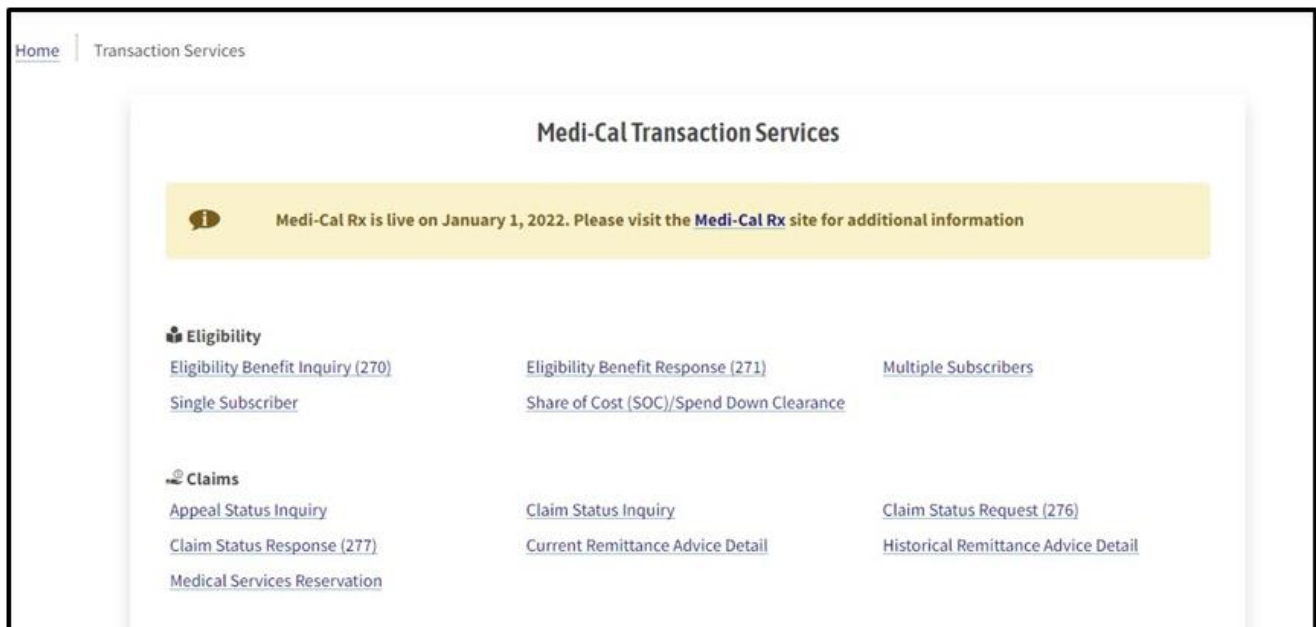 Home Transaction Services
Medi-Cal Transaction Services
Medi-Cal Rx is live on January 1, 2022. Please visit the Medi-Cal Rx site for additional information
Eligibility
Eligibility Benefit Inquiry (270) Eligibility Benefit Response (271) Multiple Subscribers
Single Subscriber Share of Cost (SOC)/Spend Down Clearance
Claims
Appeal Status Inquiry Claim Status Inquiry Claim Status Request (276)
Claim Status Response (277) Current Remittance Advice Detail Historical Remittance Advice Detail
Medical Services Reservation